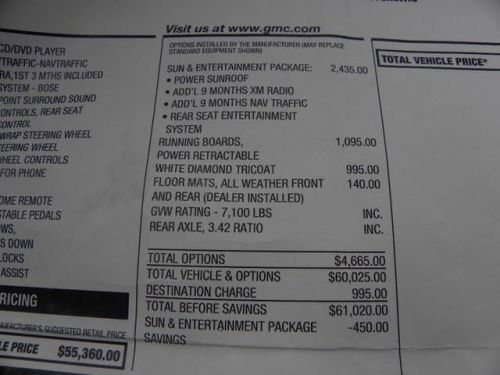 Visit us at www.gmc.com
CD/DVD PLAYER
TRAFFIC-NAVTRAFFIC
RA,1ST 3 MTHS INCLUDED
SYSTEM - BOSE
POINT SURROUND SOUND
CONTROLS, REAR SEAT
CONTROL
WRAP STEERING WHEEL
STEERING WHEEL
WHEEL CONTROLS
FOR PHONE
OME REMOTE
STABLE PEDALS
OWS,
S DOWN
LOCKS
ASSIST
RICING
NUFACTURER'S SUGGESTED RETAIL PRICE
LE PRICE $55,360.00
OPTIONS INSTALLED BY THE MANUFACTURER (MAY REPLACE
STANDARD EQUIPMENT SHOWN)
SUN & ENTERTAINMENT PACKAGE: 2,435.00
• POWER SUNROOF
• ADD'L 9 MONTHS XM RADIO
• ADD'L 9 MONTHS NAV TRAFFIC
• REAR SEAT ENTERTAINMENT
SYSTEM
RUNNING BOARDS, 1,095.00
POWER RETRACTABLE
WHITE DIAMOND TRICOAT 995.00
FLOOR MATS, ALL WEATHER FRONT 140.00
AND REAR (DEALER INSTALLED)
GVW RATING - 7,100 LBS INC.
REAR AXLE, 3.42 RATIO INC.
TOTAL OPTIONS $4,665.00
TOTAL VEHICLE & OPTIONS $60,025.00
DESTINATION CHARGE 995.00
TOTAL BEFORE SAVINGS $61,020.00
SUN & ENTERTAINMENT PACKAGE -450.00
SAVINGS
TOTAL VEHICLE PRICE*